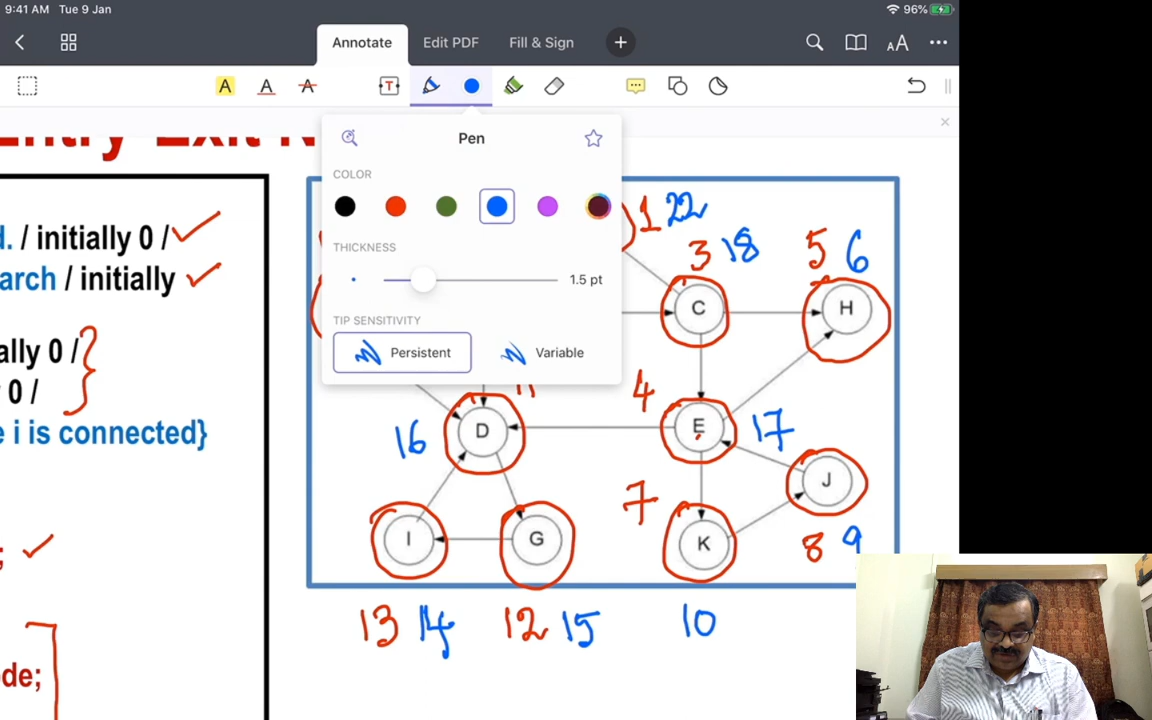 9:41 AM Tue 9 Jan
96%
Annotate
Edit PDF
Fill & Sign
AA
A
A
A
T
Pen
COLOR
THICKNESS
1.5 pt
TIP SENSITIVITY
Persistent
Variable
Entry Exit N
d. / initially 0 /
arch / initially
ally 0 /
0 /
e i is connected}
;
de;
1 22
3 18
5 6
C
H
4
D
E
16
17
J
7
I
G
K
8 9
13 14
12 15
10